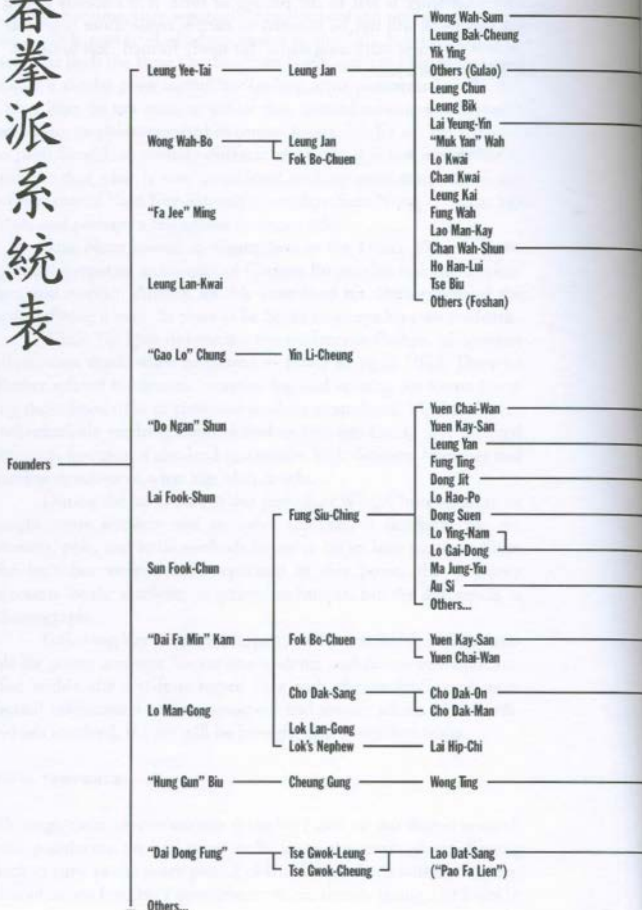 春拳派系統表
Founders
Leung Yee-Tai
Leung Jan
Wong Wah-Sum
Leung Bak-Cheung
Yik Ying
Others (Gulao)
Leung Chun
Leung Bik
Lai Yeung-Yin
“Muk Yan” Wah
Lo Kwai
Chan Kwai
Leung Kai
Fung Wah
Lao Man-Kay
Chan Wah-Shun
Ho Han-Lui
Tse Biu
Others (Foshan)
Wong Wah-Bo
Leung Jan
Fok Bo-Chuen
“Fa Jee” Ming
Leung Lan-Kwai
“Gao Lo” Chung
Yin Li-Cheung
“Do Ngan” Shun
Lai Fook-Shun
Sun Fook-Chun
“Dai Fa Min” Kam
Fung Siu-Ching
Yuen Chai-Wan
Yuen Kay-San
Leung Yan
Fung Ting
Dong Jit
Lo Hao-Po
Dong Suen
Lo Ying-Nam
Lo Gai-Dong
Ma Jung-Yiu
Au Si
Others...
Fok Bo-Chuen
Yuen Kay-San
Yuen Chai-Wan
Cho Dak-Sang
Cho Dak-On
Cho Dak-Man
Lok Lan-Gong
Lok's Nephew
Lai Hip-Chi
Lo Man-Gong
“Hung Gun” Biu
Cheung Gung
Wong Ting
“Dai Dong Fung”
Tse Gwok-Leung
Tse Gwok-Cheung
Lao Dat-Sang
(“Pao Fa Lien”)
Others...